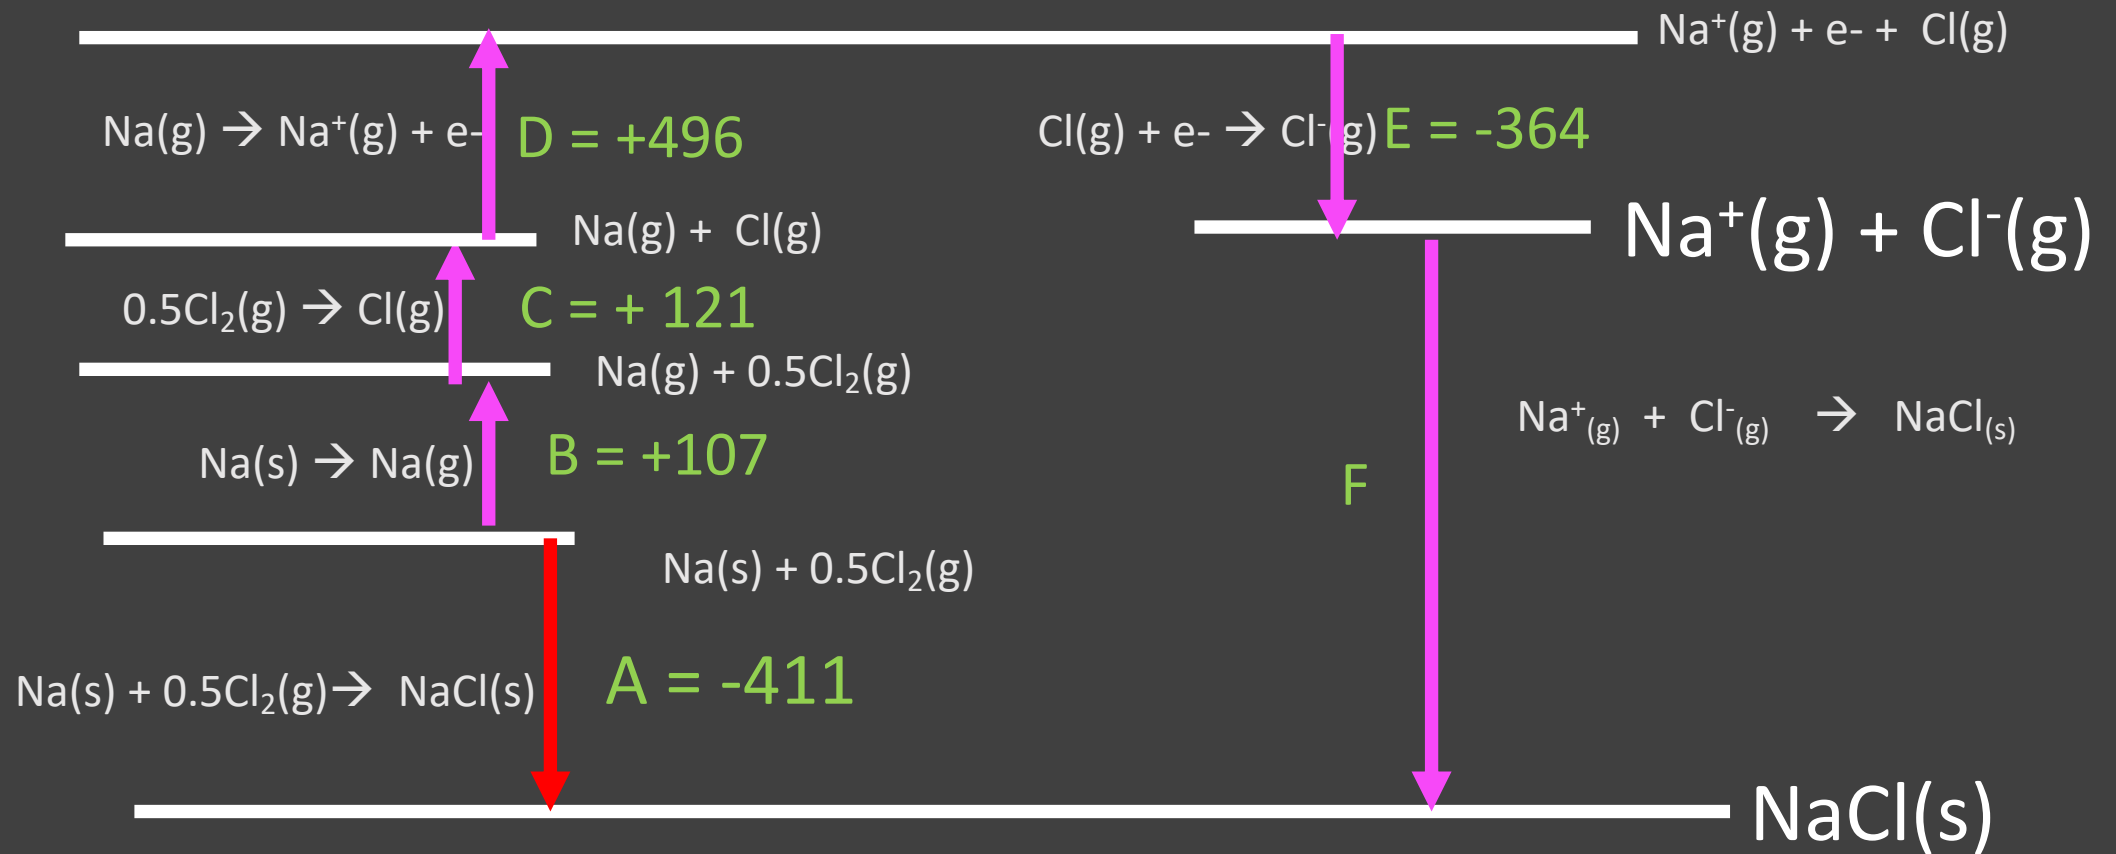 Na⁺(g) + e- + Cl(g)
Na(g) → Na⁺(g) + e-
D = +496
Cl(g) + e- → Cl⁻(g)
E = -364
Na(g) + Cl(g)
Na⁺(g) + Cl⁻(g)
0.5Cl₂(g) → Cl(g)
C = + 121
Na(g) + 0.5Cl₂(g)
Na⁺(g) + Cl⁻(g) → NaCl(s)
Na(s) → Na(g)
B = +107
F
Na(s) + 0.5Cl₂(g)
Na(s) + 0.5Cl₂(g)→ NaCl(s)
A = -411
NaCl(s)